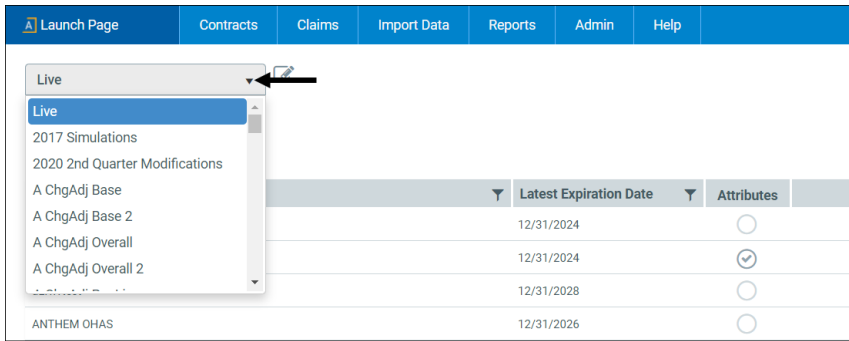 A Launch Page Contracts Claims Import Data Reports Admin Help
Live
Live
2017 Simulations
2020 2nd Quarter Modifications
A ChgAdj Base
Latest Expiration Date Attributes
A ChgAdj Base 2
12/31/2024
A ChgAdj Overall
A ChgAdj Overall 2
12/31/2024
12/31/2028
ANTHEM OHAS 12/31/2026